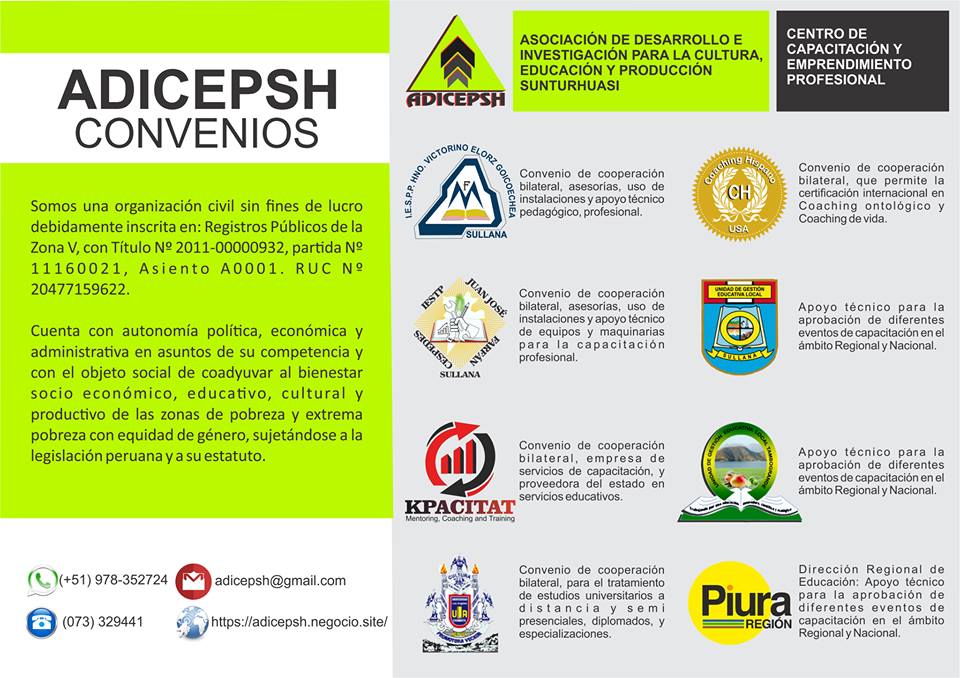 ADICEPSH
CONVENIOS
Somos una organización civil sin fines de lucro
debidamente inscrita en: Registros Públicos de la
Zona V, con Título Nº 2011-00000932, partida Nº
11160021, Asiento A0001. RUC Nº
20477159622.
Cuenta con autonomía política, económica y
administrativa en asuntos de su competencia y
con el objeto social de coadyuvar al bienestar
socio económico, educativo, cultural y
productivo de las zonas de pobreza y extrema
pobreza con equidad de género, sujetándose a la
legislación peruana y a su estatuto.
(+51) 978-352724
adicepsh@gmail.com
(073) 329441
https://adicepsh.negocio.site/
ADICEPSH
ASOCIACIÓN DE DESARROLLO E
INVESTIGACIÓN PARA LA CULTURA,
EDUCACIÓN Y PRODUCCIÓN
SUNTURHUASI
CENTRO DE
CAPACITACIÓN Y
EMPRENDIMIENTO
PROFESIONAL
I.E.S.P.P. HNO. VICTORINO ELORZ GOICOECHEA
SULLANA
Convenio de cooperación
bilateral, asesorías, uso de
instalaciones y apoyo técnico
pedagógico, profesional.
Coaching Hispano
CH
USA
Convenio de cooperación
bilateral, que permite la
certificación internacional en
Coaching ontológico y
Coaching de vida.
IESTP JUAN JOSÉ FARFÁN CESPEDES
SULLANA
Convenio de cooperación
bilateral, asesorías, uso de
instalaciones y apoyo técnico
de equipos y maquinarias
para la capacitación
profesional.
UNIDAD DE GESTIÓN
EDUCATIVA LOCAL
SULLANA
Apoyo técnico para la
aprobación de diferentes
eventos de capacitación en el
ámbito Regional y Nacional.
KPACITAT
Mentoring, Coaching and Training
Convenio de cooperación
bilateral, empresa de
servicios de capacitación, y
proveedora del estado en
servicios educativos.
UNIDAD DE GESTIÓN EDUCATIVA LOCAL TAMBOGRANDE
Apoyo técnico para la
aprobación de diferentes
eventos de capacitación en el
ámbito Regional y Nacional.
CULTURA
Convenio de cooperación
bilateral, para el tratamiento
de estudios universitarios a
distancia y semi
presenciales, diplomados, y
especializaciones.
Piura
REGIÓN
Dirección Regional de
Educación: Apoyo técnico
para la aprobación de
diferentes eventos de
capacitación en el ámbito
Regional y Nacional.